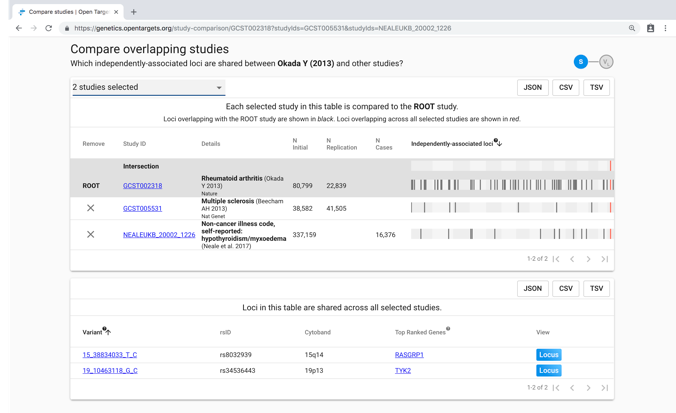 Compare studies | Open Target
https://genetics.opentargets.org/study-comparison/GCST002318?studyIds=GCST005531&studyIds=NEALEUKB_20002_1226
Compare overlapping studies
Which independently-associated loci are shared between Okada Y (2013) and other studies?
S
V
2 studies selected
JSON
CSV
TSV
Each selected study in this table is compared to the ROOT study.
Loci overlapping with the ROOT study are shown in black. Loci overlapping across all selected studies are shown in red.
Remove
Study ID
Details
N Initial
N Replication
N Cases
Independently-associated loci
Intersection
ROOT
GCST002318
Rheumatoid arthritis (Okada
Y 2013)
Nature
80,799
22,839
GCST005531
Multiple sclerosis (Beecham
AH 2013)
Nat Genet
38,582
41,505
NEALEUKB_20002_1226
Non-cancer illness code,
self-reported:
hypothyroidism/myxoedema
(Neale et al. 2017)
337,159
16,376
1-2 of 2
JSON
CSV
TSV
Loci in this table are shared across all selected studies.
Variant
rsID
Cytoband
Top Ranked Genes
View
15_38834033_T_C
rs8032939
15q14
RASGRP1
Locus
19_10463118_G_C
rs34536443
19p13
TYK2
Locus
1-2 of 2